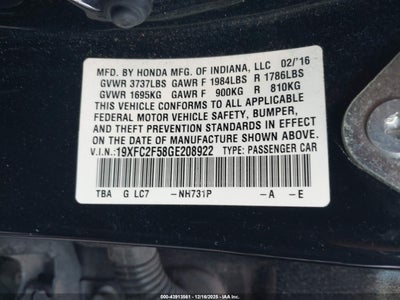 MFD. BY HONDA MFG. OF INDIANA, LLC 02/'16
GVWR 3737LBS GAWR F 1984LBS R 1786LBS
GVWR 1695KG GAWR F 900KG R 810KG
THIS VEHICLE CONFORMS TO ALL APPLICABLE
FEDERAL MOTOR VEHICLE SAFETY, BUMPER,
AND THEFT PREVENTION STANDARDS IN EFFECT
ON THE DATE OF MANUFACTURE SHOWN ABOVE.
V.I.N.: 19XFC2F58GE208922 TYPE: PASSENGER CAR
TBA G LC7 -NH731P -A -E
00-43913561 - 12/16/2025 - © IAA, Inc.